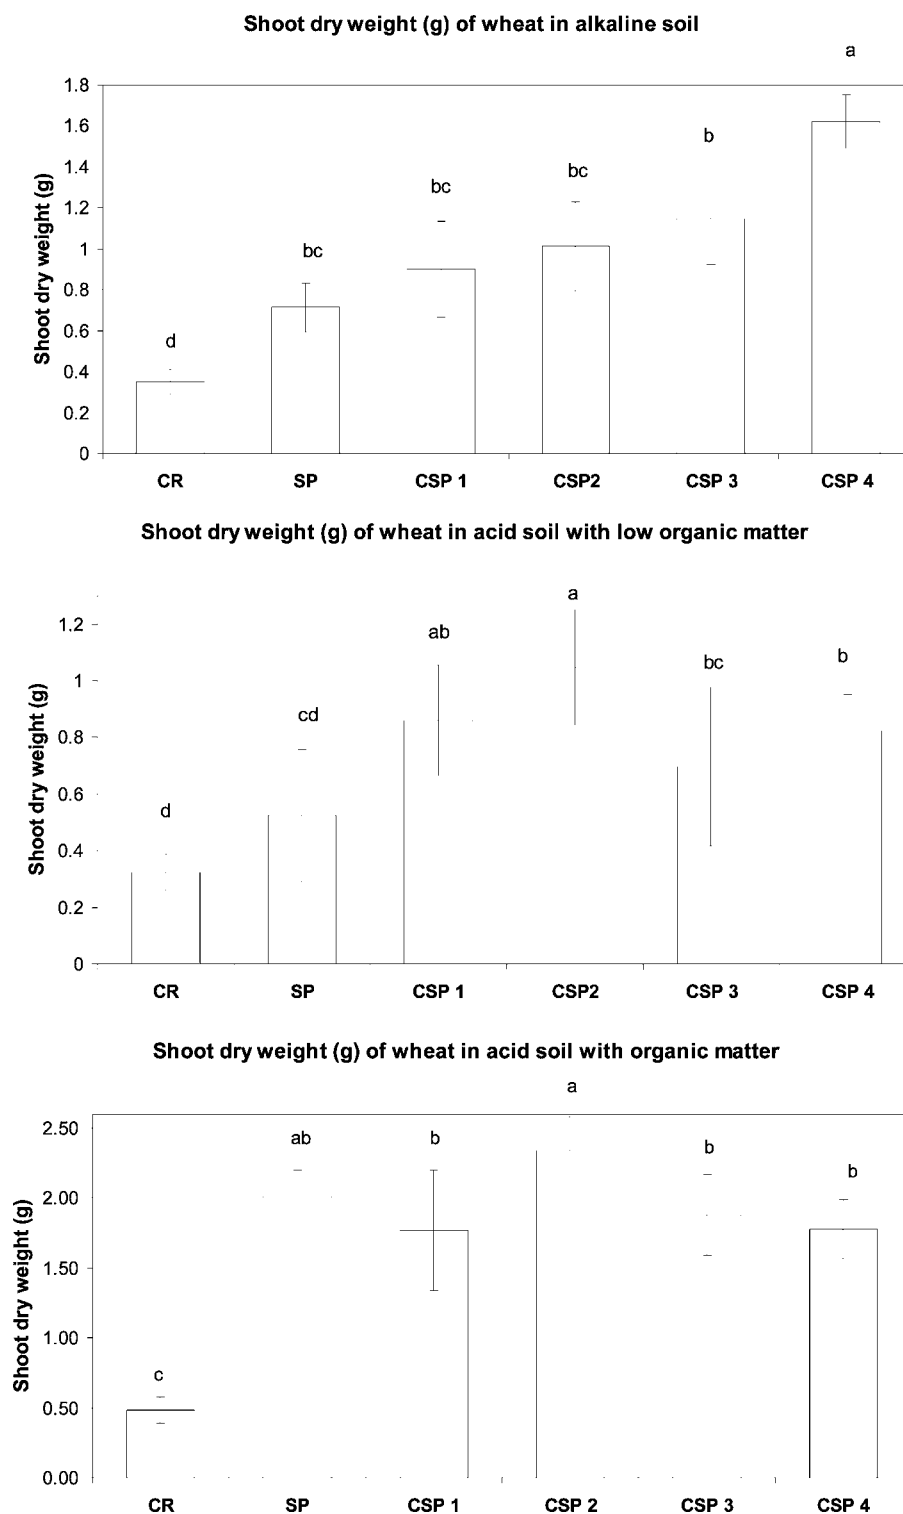 Shoot dry weight (g) of wheat in alkaline soil
a
1.8
1.6
b
1.4
bc
bc
1.2
bc
1
0.8
d
0.6
0.4
0.2
0
Shoot dry weight (g)
CR SP CSP 1 CSP2 CSP 3 CSP 4
Shoot dry weight (g) of wheat in acid soil with low organic matter
a
1.2
ab
bc
b
1
cd
0.8
d
0.6
0.4
0.2
0
Shoot dry weight (g)
CR SP CSP 1 CSP2 CSP 3 CSP 4
Shoot dry weight (g) of wheat in acid soil with organic matter
a
2.50
ab
b
b
b
2.00
1.50
c
1.00
0.50
0.00
Shoot dry weight (g)
CR SP CSP 1 CSP 2 CSP 3 CSP 4